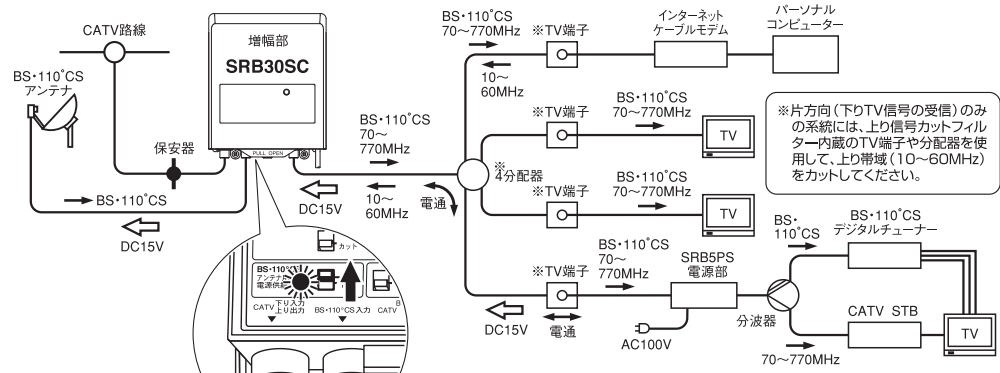 CATV路線
BS・110°CS
アンテナ
保安器
BS・110°CS
DC15V
増幅部
SRB30SC
PULL OPEN
DC15V
BS・110°CS
70～
770MHz
10～
60MHz
電通
※
4分配器
BS・110°CS
70～770MHz
10～
60MHz
※TV端子
インターネット
ケーブルモデム
パーソナル
コンピューター
※TV端子
BS・110°CS
70～770MHz
TV
※TV端子
BS・110°CS
70～770MHz
TV
※片方向（下りTV信号の受信）のみ
の系統には、上り信号カットフィル
ター内蔵のTV端子や分配器を使
用して、上り帯域（10～60MHz）
をカットしてください。
DC15V
※TV端子
電通
BS・110°CS
70～
770MHz
SRB5PS
電源部
AC100V
分波器
BS・
110°CS
BS・110°CS
デジタルチューナー
CATV STB
70～770MHz
TV
カット
BS・110°
アンテナ
電源供給
CATV 下り入力
上り出力
BS・110°CS入力
CATV
B